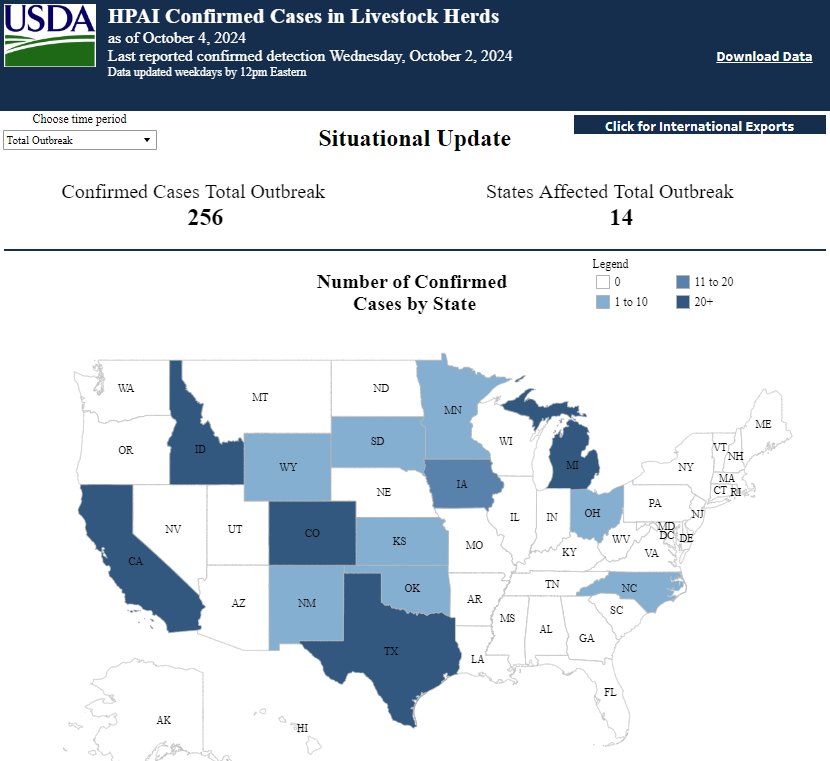 USDA
HPAI Confirmed Cases in Livestock Herds
as of October 4, 2024
Last reported confirmed detection Wednesday, October 2, 2024
Data updated weekdays by 12pm Eastern
Download Data
Choose time period
Total Outbreak
Situational Update
Click for International Exports
Confirmed Cases Total Outbreak
256
States Affected Total Outbreak
14
Number of Confirmed
Cases by State
Legend
0
11 to 20
1 to 10
20+
WA
MT
ND
MN
ME
OR
ID
SD
WI
VT
NH
WY
MI
NY
MA
CT
RI
NE
IA
PA
NJ
NV
UT
CO
KS
MO
IL
IN
OH
MD
DC
DE
WV
VA
KY
CA
AZ
NM
OK
AR
TN
NC
SC
MS
AL
GA
TX
LA
FL
AK
HI